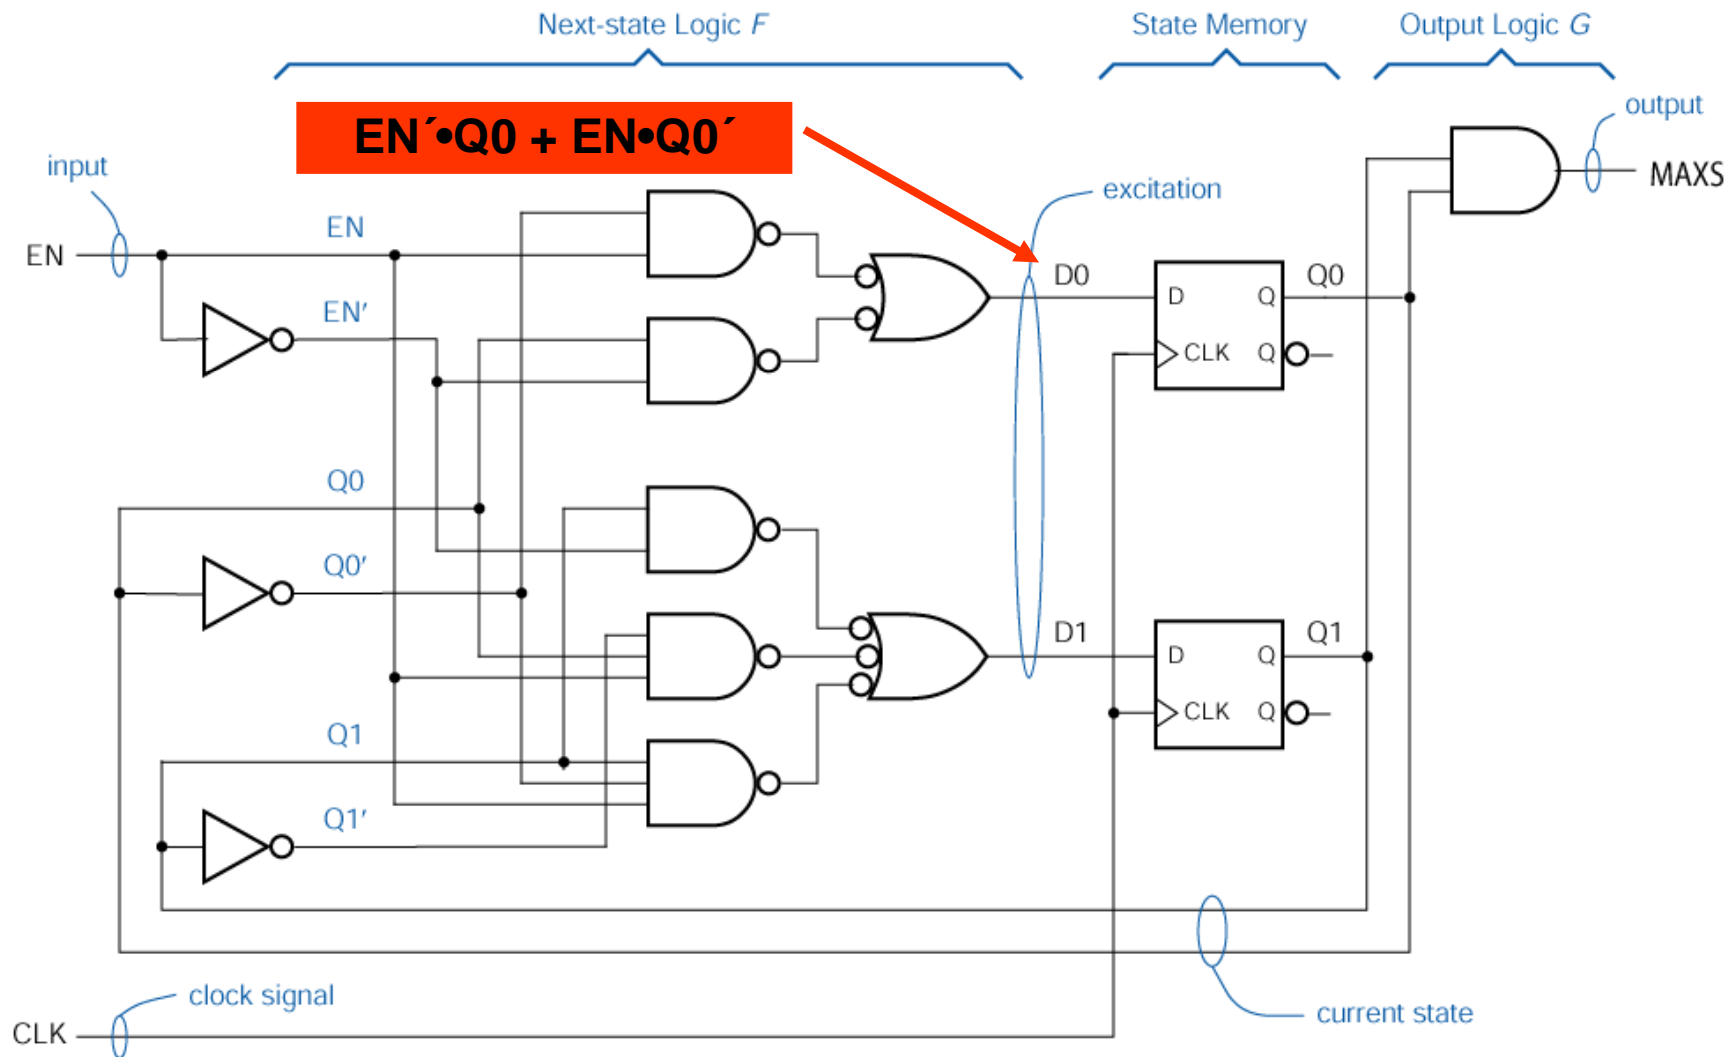 Next-state Logic F
State Memory
Output Logic G
EN´•Q0 + EN•Q0´
output
input
MAXS
excitation
EN
EN
EN′
D0
Q0
D
Q
CLK
Q
Q0
Q0′
D1
Q1
D
Q
CLK
Q
Q1
Q1′
clock signal
current state
CLK